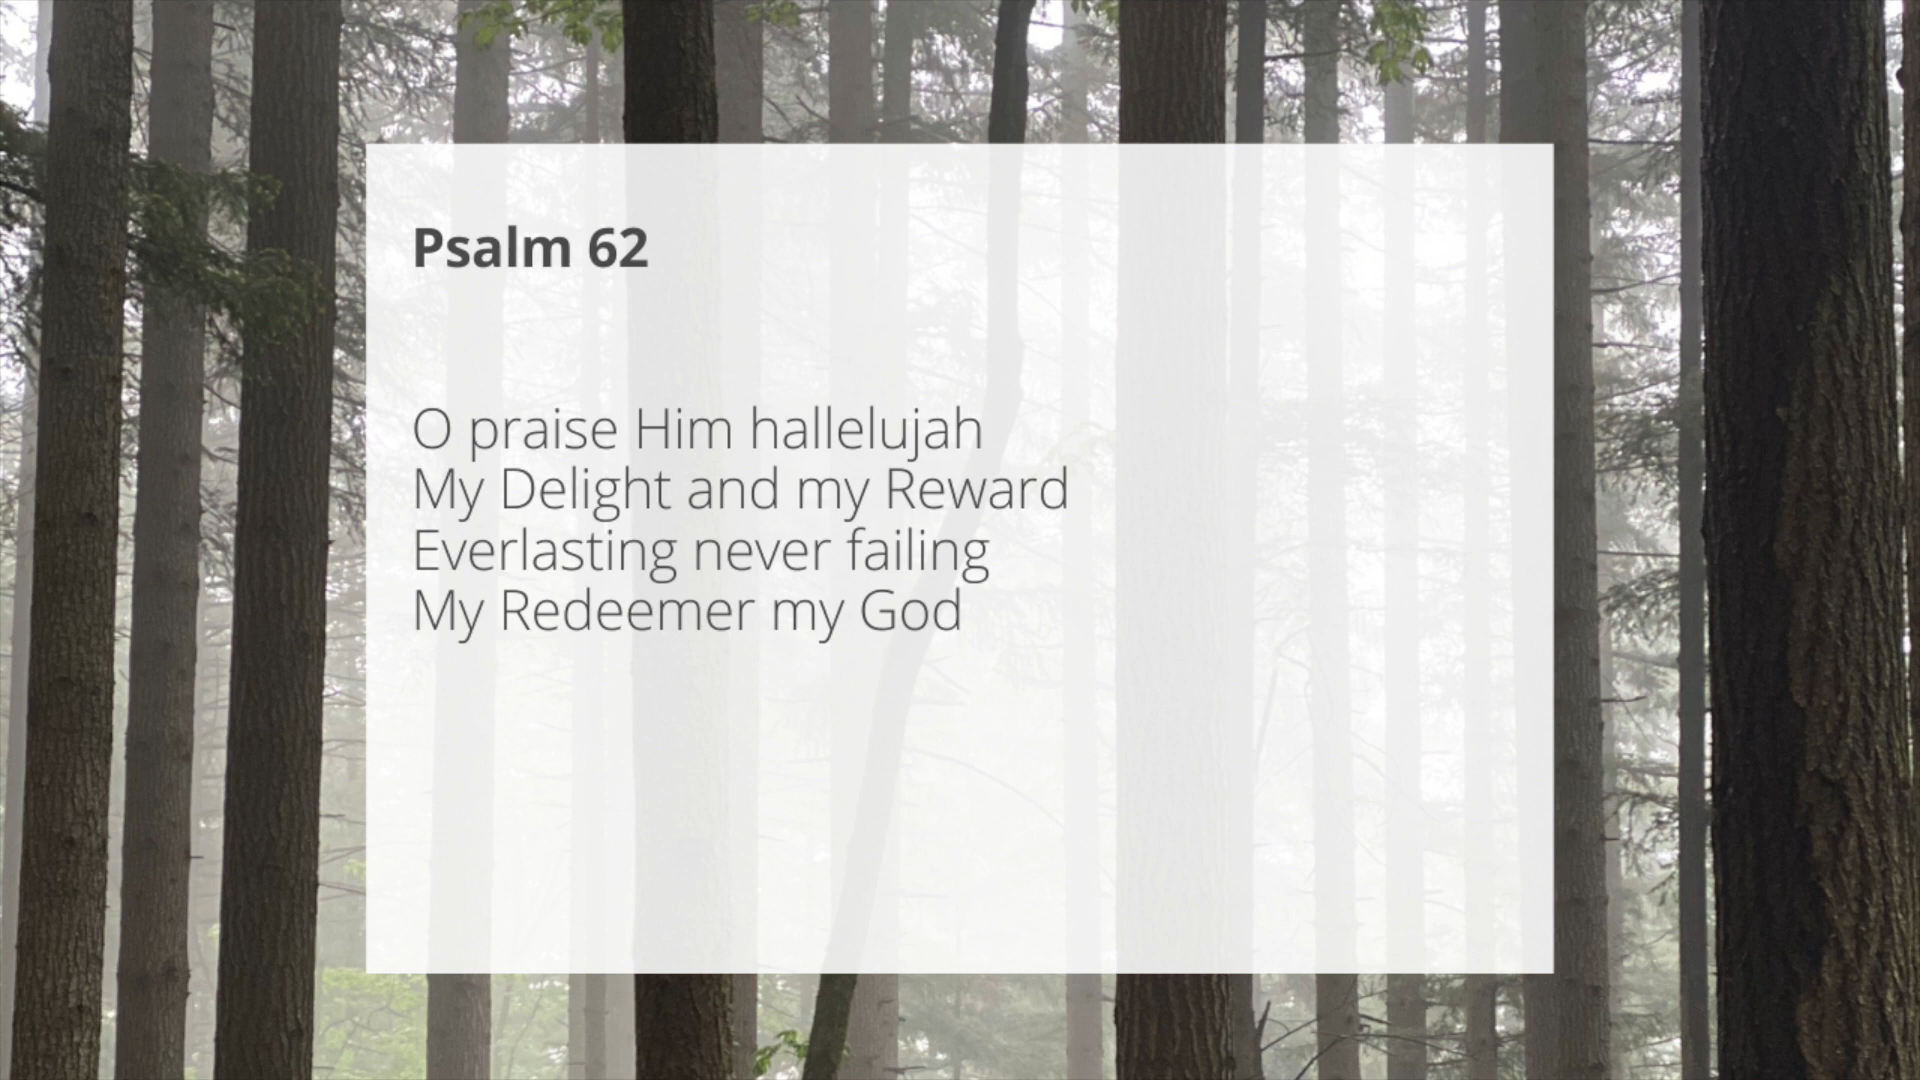 Psalm 62
O praise Him hallelujah
My Delight and my Reward
Everlasting never failing
My Redeemer my God